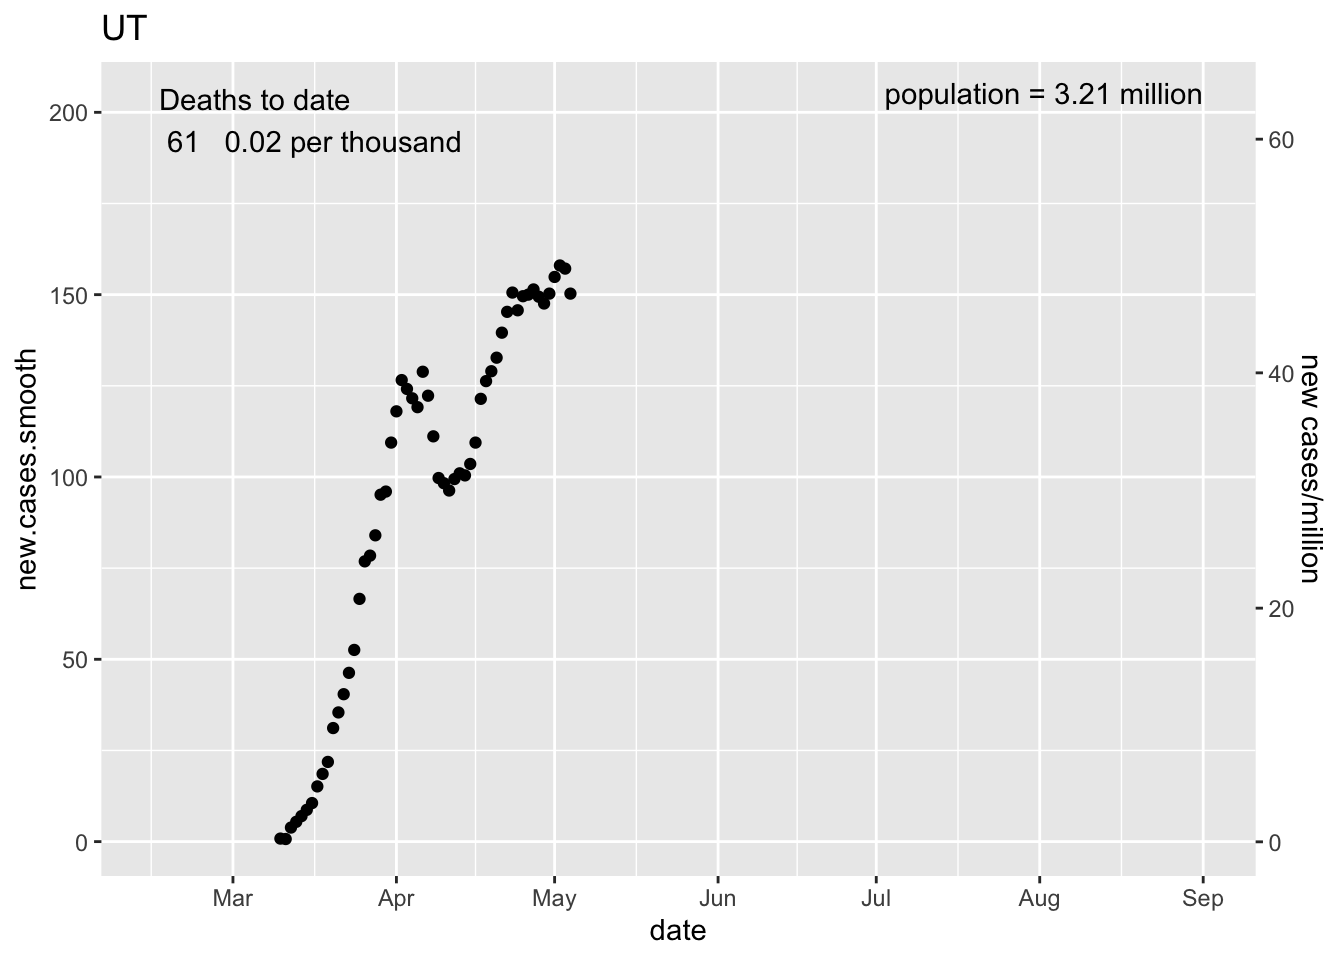 UT
Deaths to date
61 0.02 per thousand
population = 3.21 million
200
150
100
50
0
new.cases.smooth
60
40
20
0
new cases/million
Mar Apr May Jun Jul Aug Sep
date